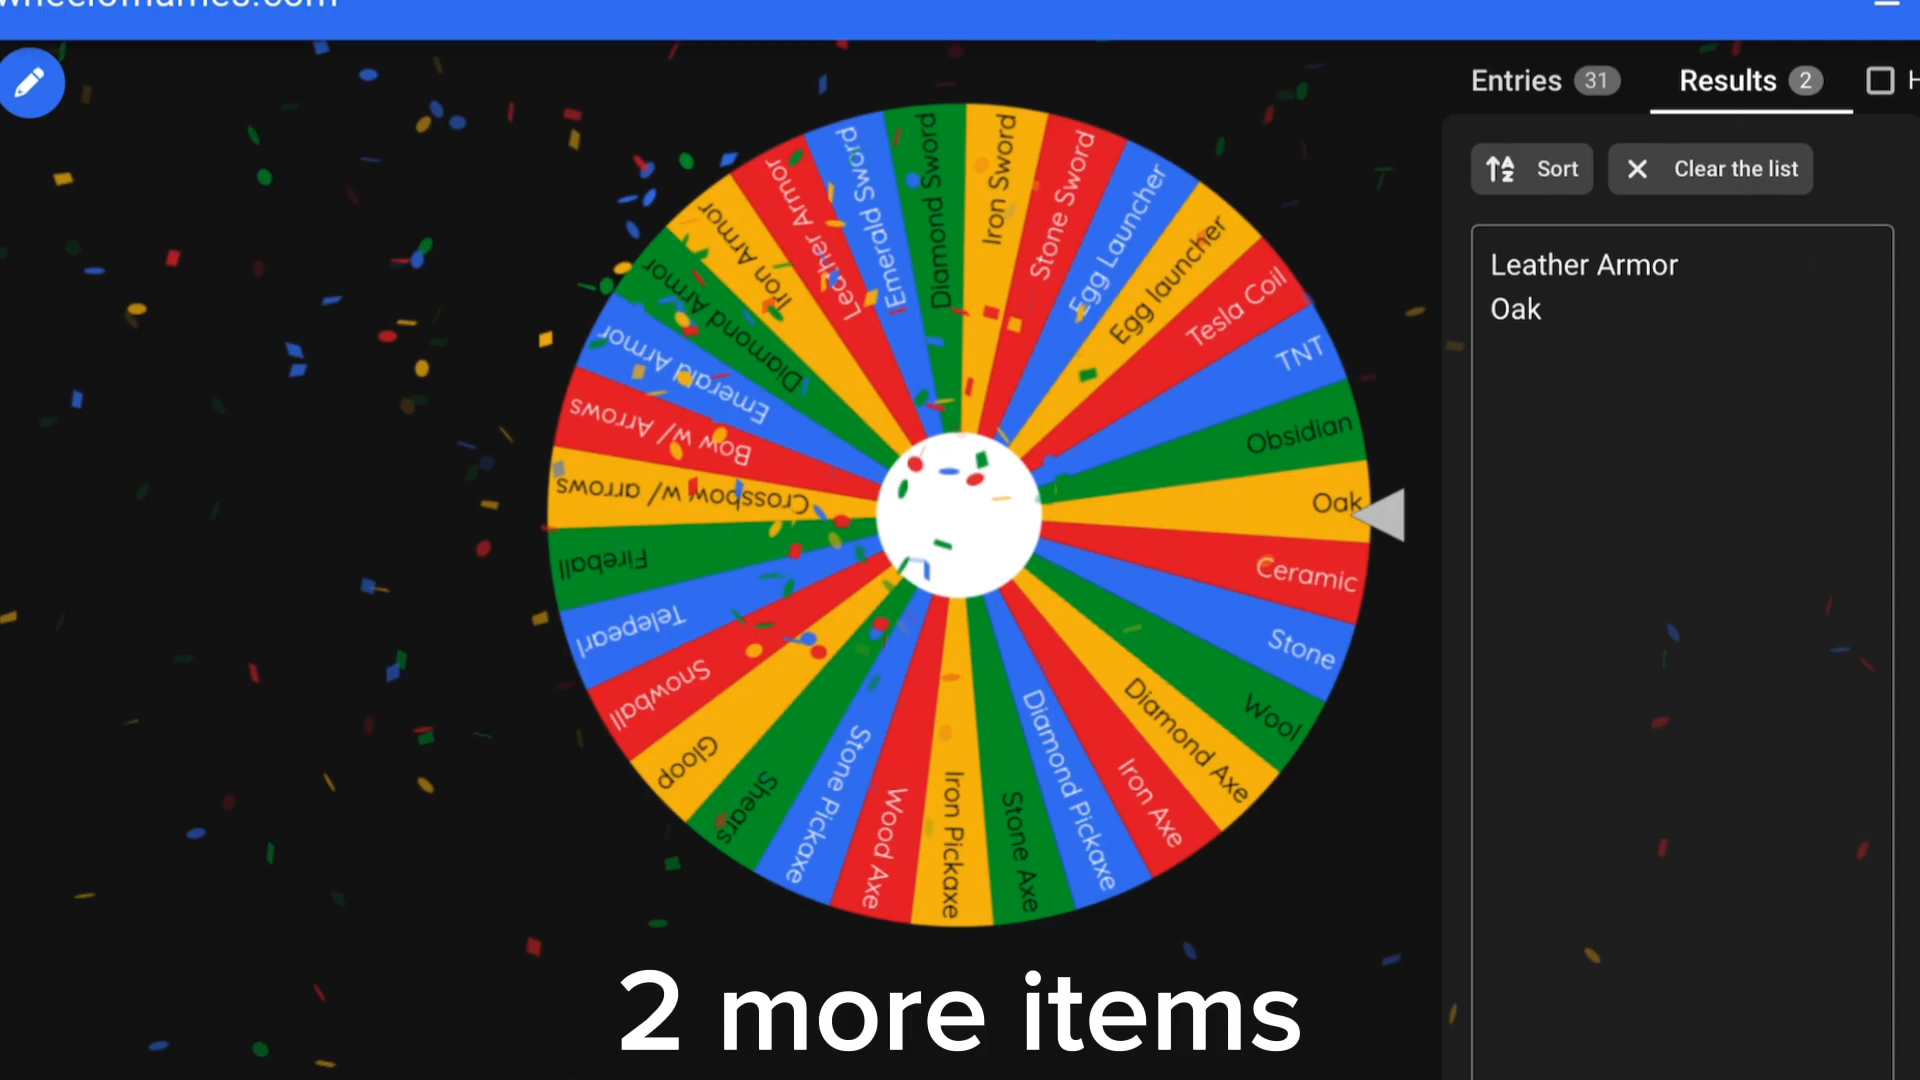 wheelofnames.com
Entries 31 Results 2 H
Sort Clear the list
Leather Armor
Oak
Iron Sword
Stone Sword
Egg Launcher
Egg launcher
Tesla Coil
TNT
Obsidian
Oak
Ceramic
Stone
Wool
Diamond Axe
Iron Axe
Diamond Pickaxe
Stone Axe
Iron Pickaxe
Wood Axe
Stone Pickaxe
Shears
Gloop
Snowball
Telepearl
Fireball
Crossbow w/ arrows
Bow w/ Arrows
Emerald Armor
Diamond Armor
Iron Armor
Leather Armor
Emerald Sword
Diamond Sword
2 more items